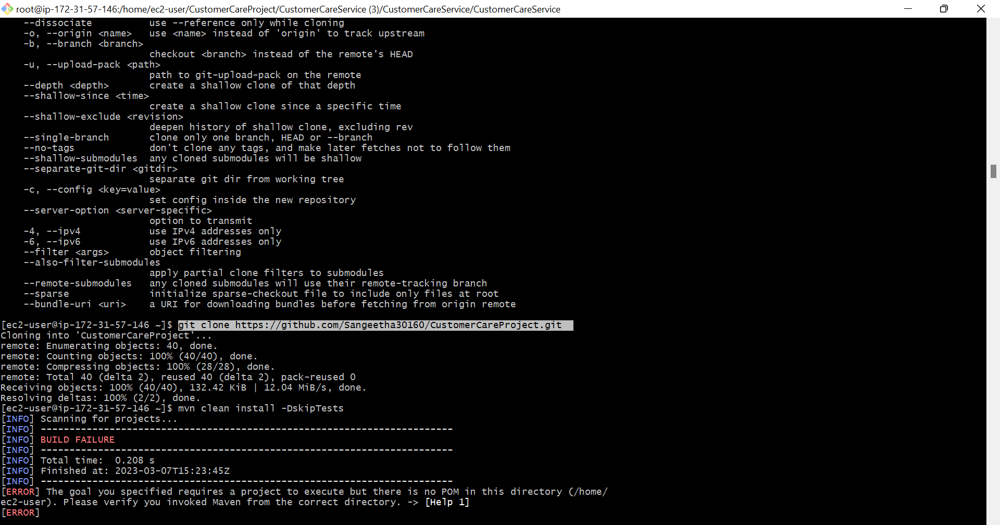 root@ip-172-31-57-146:/home/ec2-user/CustomerCareProject/CustomerCareService (3)/CustomerCareService/CustomerCareService
--dissociate          use --reference only while cloning
-o, --origin <name>   use <name> instead of 'origin' to track upstream
-b, --branch <branch>
checkout <branch> instead of the remote's HEAD
-u, --upload-pack <path>
path to git-upload-pack on the remote
--depth <depth>       create a shallow clone of that depth
--shallow-since <time>
create a shallow clone since a specific time
--shallow-exclude <revision>
deepen history of shallow clone, excluding rev
--single-branch       clone only one branch, HEAD or --branch
--no-tags             don't clone any tags, and make later fetches not to follow them
--shallow-submodules  any cloned submodules will be shallow
--separate-git-dir <gitdir>
separate git dir from working tree
-c, --config <key=value>
set config inside the new repository
--server-option <server-specific>
option to transmit
-4, --ipv4            use IPv4 addresses only
-6, --ipv6            use IPv6 addresses only
--filter <args>       object filtering
--also-filter-submodules
apply partial clone filters to submodules
--remote-submodules   any cloned submodules will use their remote-tracking branch
--sparse              initialize sparse-checkout file to include only files at root
--bundle-uri <uri>    a URI for downloading bundles before fetching from origin remote
[ec2-user@ip-172-31-57-146 ~]$ git clone https://github.com/Sangeetha30160/CustomerCareProject.git
Cloning into 'CustomerCareProject'...
remote: Enumerating objects: 40, done.
remote: Counting objects: 100% (40/40), done.
remote: Compressing objects: 100% (28/28), done.
remote: Total 40 (delta 2), reused 40 (delta 2), pack-reused 0
Receiving objects: 100% (40/40), 132.42 KiB | 12.04 MiB/s, done.
Resolving deltas: 100% (2/2), done.
[ec2-user@ip-172-31-57-146 ~]$ mvn clean install -DskipTests
[INFO] Scanning for projects...
[INFO] ------------------------------------------------------------------------
[INFO] BUILD FAILURE
[INFO] ------------------------------------------------------------------------
[INFO] Total time:  0.208 s
[INFO] Finished at: 2023-03-07T15:23:45Z
[INFO] ------------------------------------------------------------------------
[ERROR] The goal you specified requires a project to execute but there is no POM in this directory (/home/
ec2-user). Please verify you invoked Maven from the correct directory. -> [Help 1]
[ERROR]